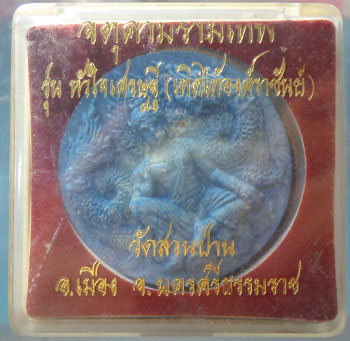 จตุคามรามเทพ
รุ่น หัวใจเศรษฐี (เทิดไท้องค์ราชันย์)
วัดสวนป่าน
อ.เมือง จ.นครศรีธรรมราช